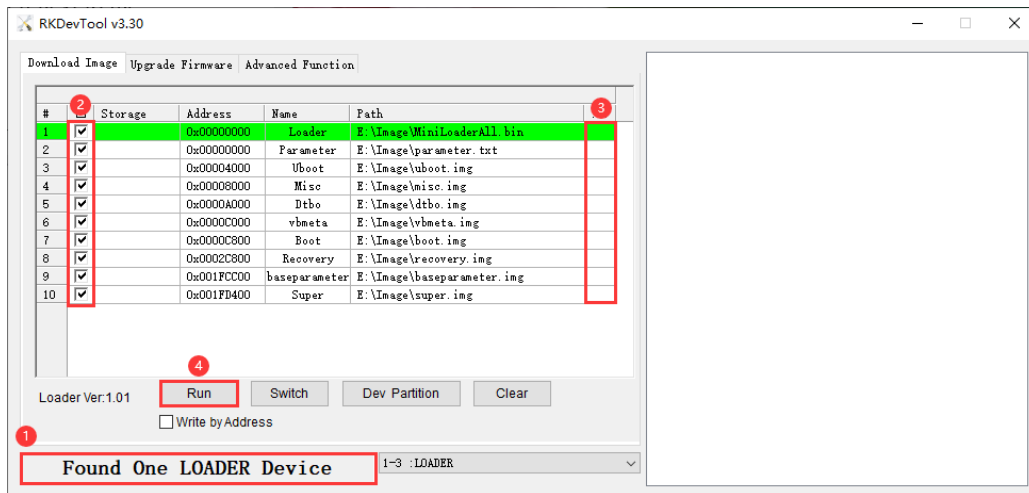 RKDevTool v3.30
Download Image Upgrade Firmware Advanced Function
# 2 Storage Address Name Path 3
1 0x00000000 Loader E:\Image\MiniLoaderAll.bin
2 0x00000000 Parameter E:\Image\parameter.txt
3 0x00004000 Uboot E:\Image\uboot.img
4 0x00008000 Misc E:\Image\misc.img
5 0x0000A000 Dtbo E:\Image\dtbo.img
6 0x0000C000 vbmeta E:\Image\vbmeta.img
7 0x0000C800 Boot E:\Image\boot.img
8 0x0002C800 Recovery E:\Image\recovery.img
9 0x001FCC00 baseparameter E:\Image\baseparameter.img
10 0x001FD400 Super E:\Image\super.img
4
Loader Ver:1.01 Run Switch Dev Partition Clear
Write by Address
1
Found One LOADER Device 1-3 :LOADER